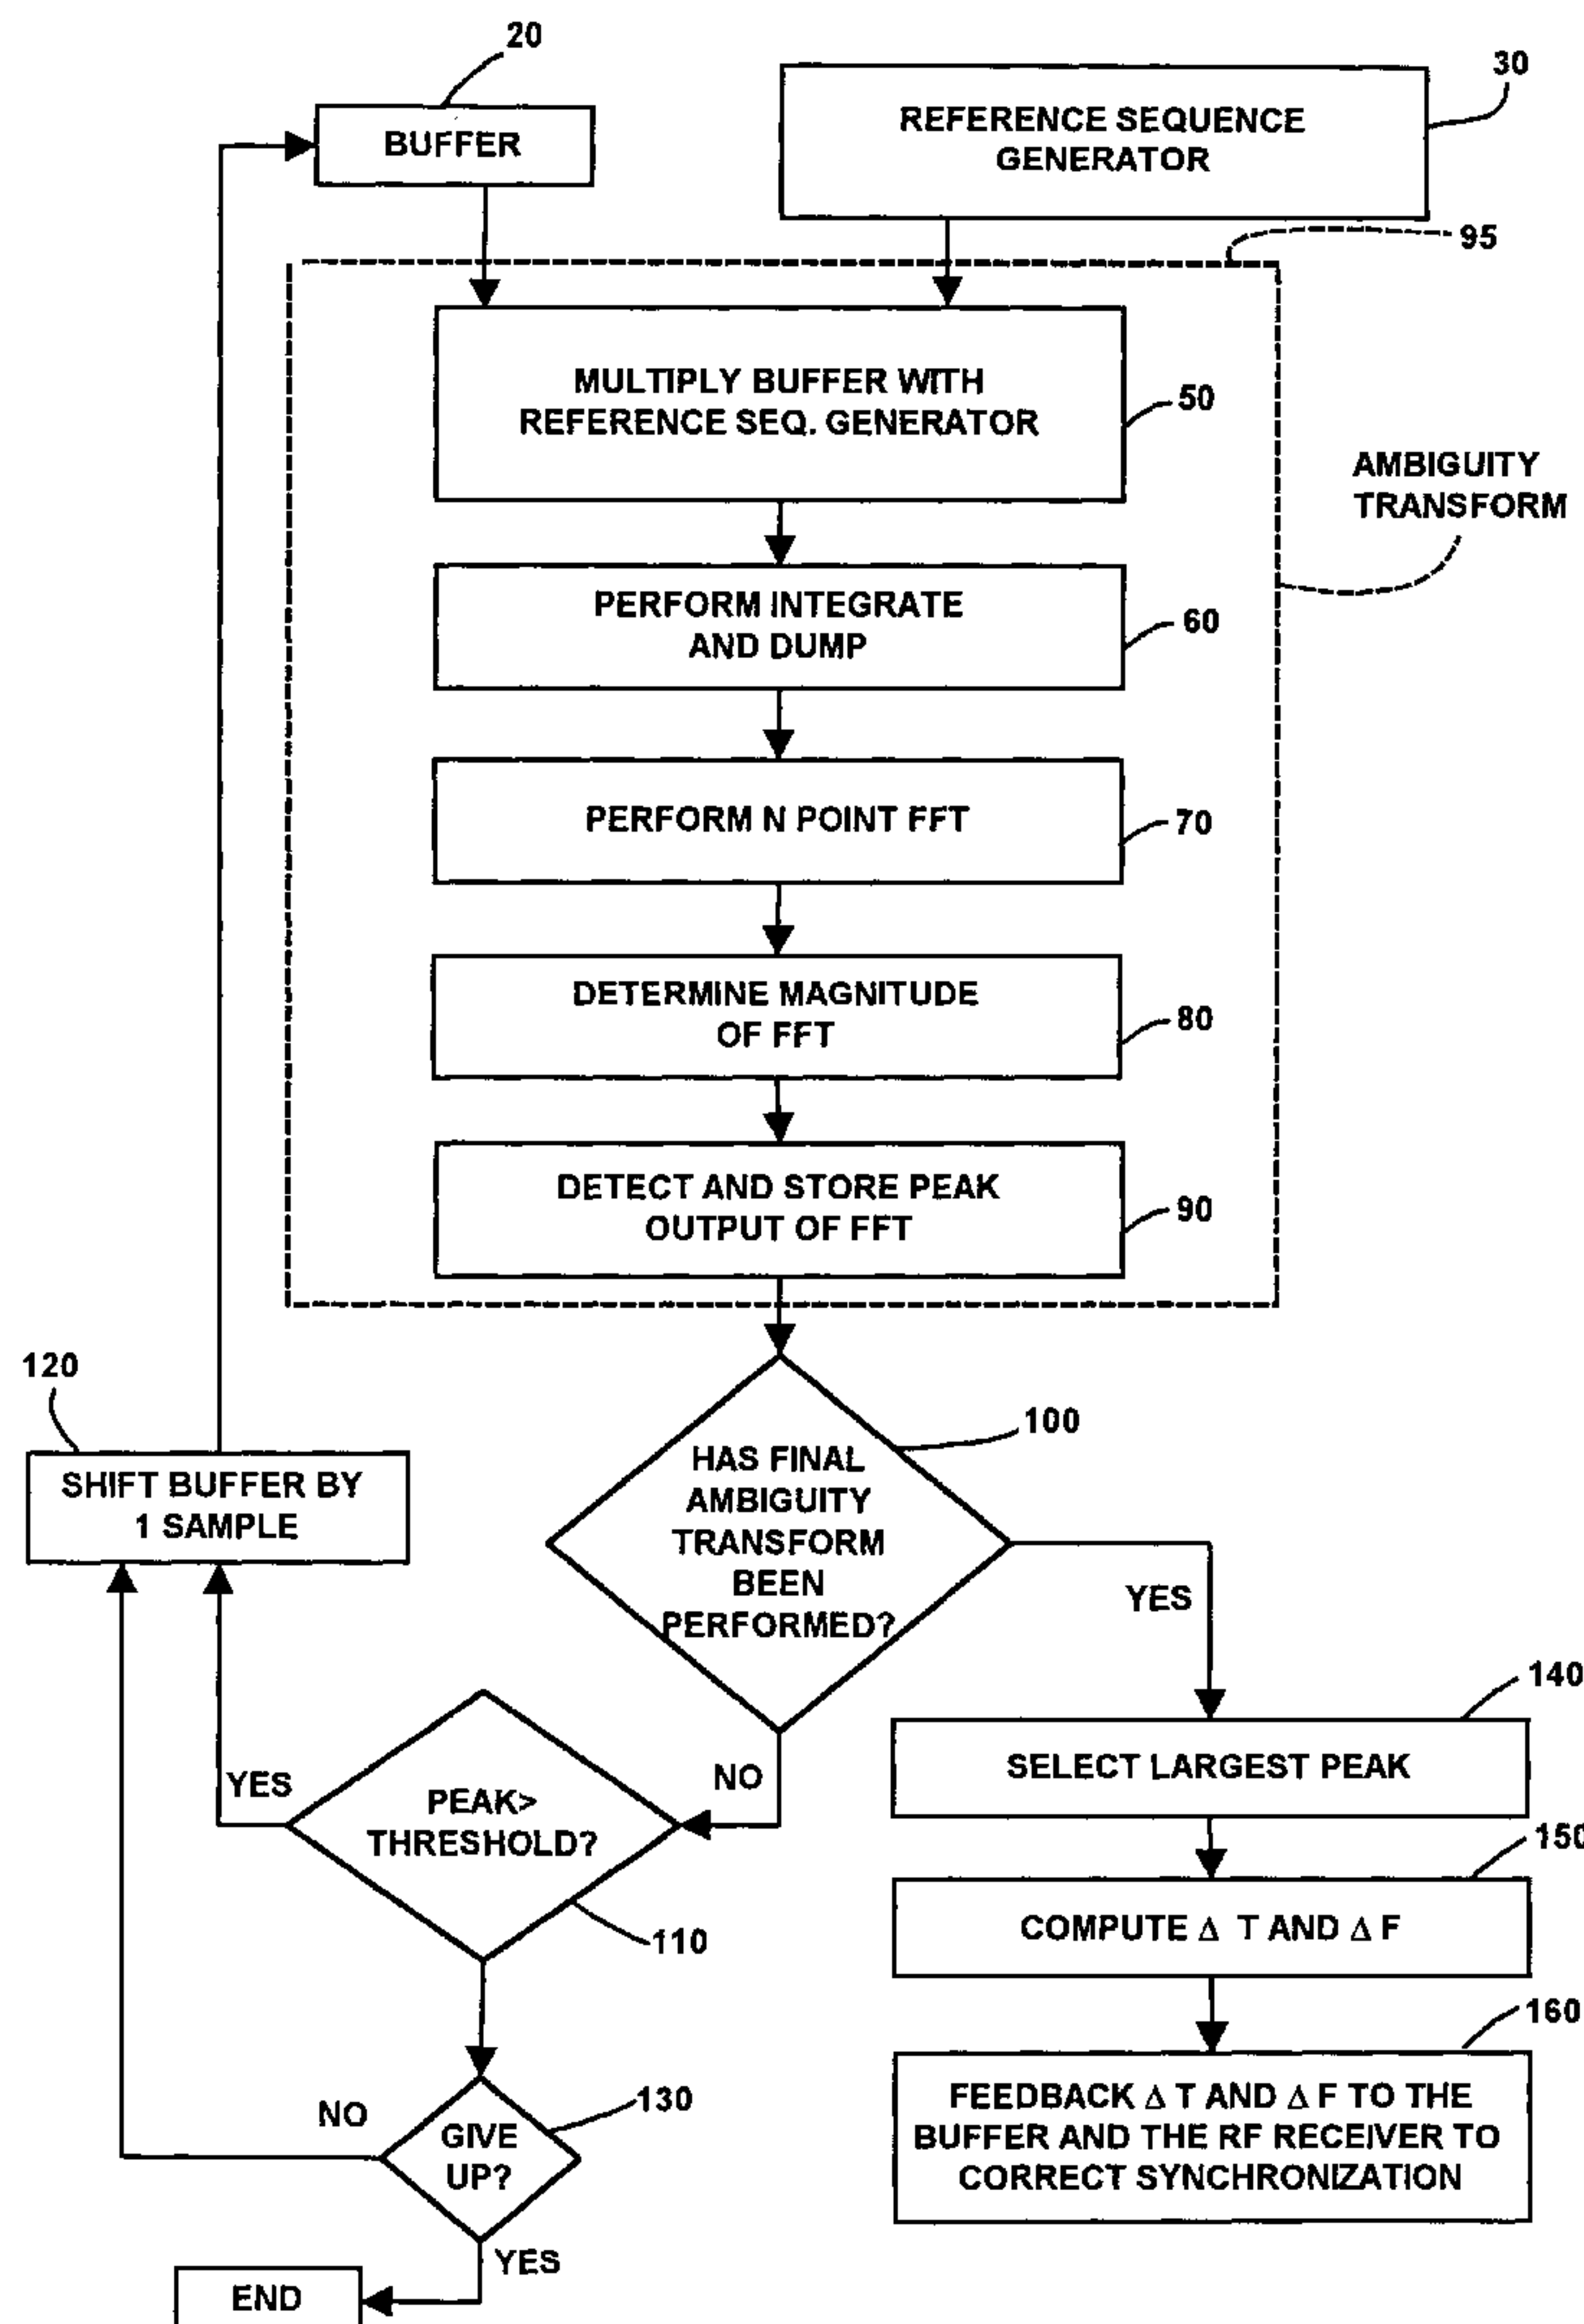 20
BUFFER
30
REFERENCE SEQUENCE
GENERATOR
95
MULTIPLY BUFFER WITH
REFERENCE SEQ. GENERATOR
50
AMBIGUITY
TRANSFORM
PERFORM INTEGRATE
AND DUMP
60
PERFORM N POINT FFT
70
DETERMINE MAGNITUDE
OF FFT
80
DETECT AND STORE PEAK
OUTPUT OF FFT
90
120
SHIFT BUFFER BY
1 SAMPLE
100
HAS FINAL
AMBIGUITY
TRANSFORM
BEEN
PERFORMED?
YES
NO
YES
PEAK>
THRESHOLD?
110
140
SELECT LARGEST PEAK
150
COMPUTE Δ T AND Δ F
160
FEEDBACK Δ T AND Δ F TO THE
BUFFER AND THE RF RECEIVER TO
CORRECT SYNCHRONIZATION
NO
130
GIVE
UP?
YES
END